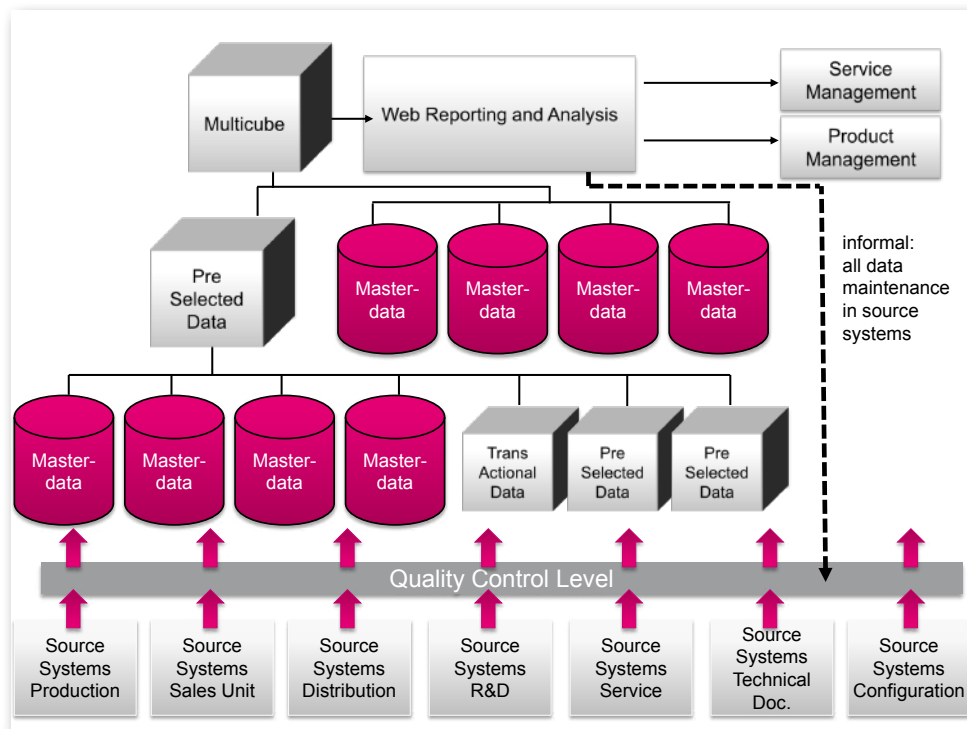 Multicube
Web Reporting and Analysis
Service
Management
Product
Management
Pre
Selected
Data
Master-
data
Master-
data
Master-
data
Master-
data
informal:
all data
maintenance
in source
systems
Master-
data
Master-
data
Master-
data
Master-
data
Trans
Actional
Data
Pre
Selected
Data
Pre
Selected
Data
Quality Control Level
Source
Systems
Production
Source
Systems
Sales Unit
Source
Systems
Distribution
Source
Systems
R&D
Source
Systems
Service
Source
Systems
Technical
Doc.
Source
Systems
Configuration